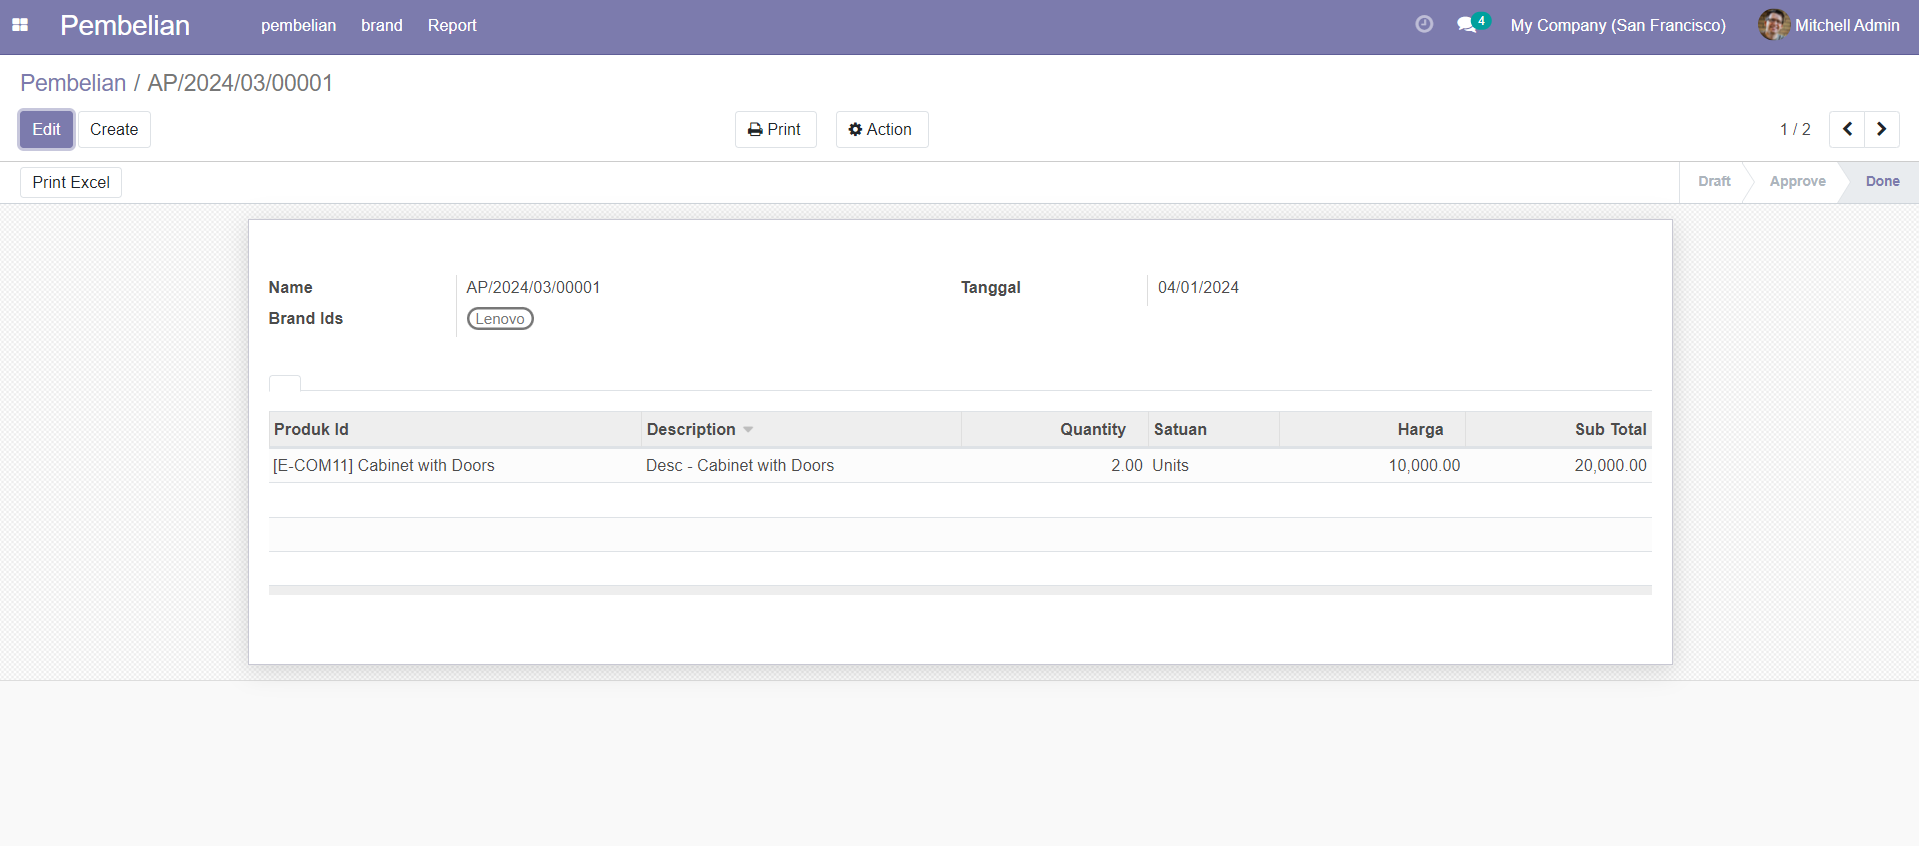 Pembelian pembelian brand Report 4 My Company (San Francisco) Mitchell Admin
Pembelian / AP/2024/03/00001
Edit Create Print Action 1 / 2
Print Excel Draft Approve Done
Name AP/2024/03/00001 Tanggal 04/01/2024
Brand Ids Lenovo
Produk Id Description Quantity Satuan Harga Sub Total
[E-COM11] Cabinet with Doors Desc - Cabinet with Doors 2.00 Units 10,000.00 20,000.00